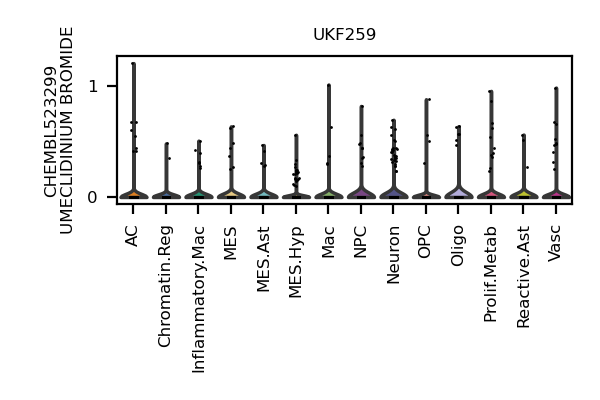 UKF259
CHEMBL523299
UMECLIDINIUM BROMIDE
1
0
AC
Chromatin.Reg
Inflammatory.Mac
MES
MES.Ast
MES.Hyp
Mac
NPC
Neuron
OPC
Oligo
Prolif.Metab
Reactive.Ast
Vasc